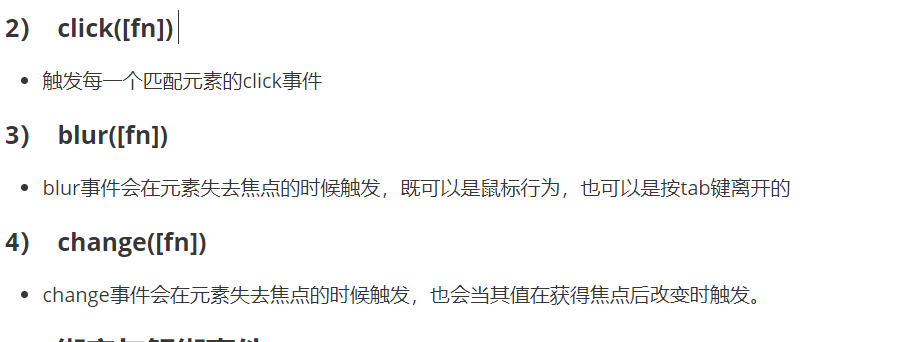 2) click([fn])
触发每一个匹配元素的click事件
3) blur([fn])
blur事件会在元素失去焦点的时候触发，既可以是鼠标行为，也可以是按tab键离开的
4) change([fn])
change事件会在元素失去焦点的时候触发，也会当其值在获得焦点后改变时触发。